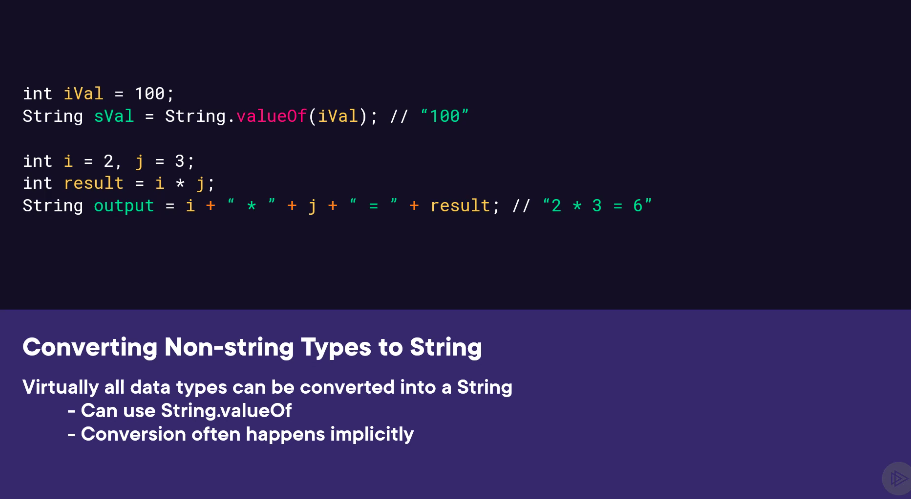 int iVal = 100;
String sVal = String.valueOf(iVal); // “100”
int i = 2, j = 3;
int result = i * j;
String output = i + “ * ” + j + “ = ” + result; // “2 * 3 = 6”
Converting Non-string Types to String
Virtually all data types can be converted into a String
- Can use String.valueOf
- Conversion often happens implicitly